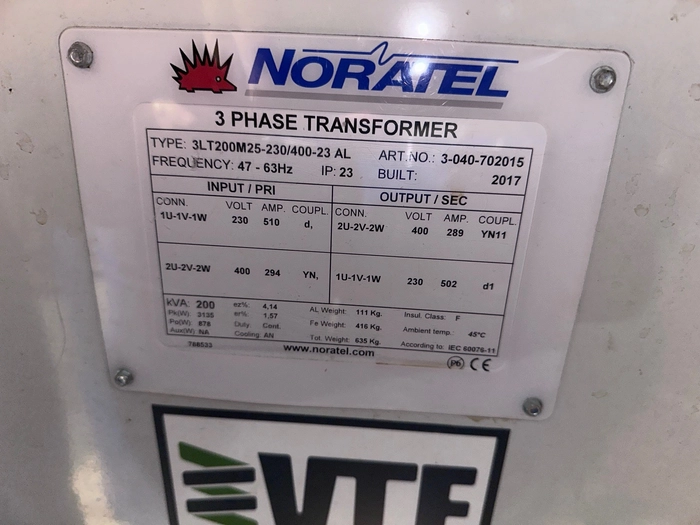 NORATEL
3 PHASE TRANSFORMER
TYPE: 3LT200M25-230/400-23 AL ART.NO.: 3-040-702015
FREQUENCY: 47 - 63Hz IP: 23 BUILT: 2017
INPUT / PRI OUTPUT / SEC
CONN. VOLT AMP. COUPL. CONN. VOLT AMP. COUPL.
1U-1V-1W 230 510 d, 2U-2V-2W 400 289 YN11
2U-2V-2W 400 294 YN, 1U-1V-1W 230 502 d1
kVA: 200 ez%: 4,14 AL Weight: 111 Kg. Insul. Class: F
Pk(W): 3135 er%: 1,57 Fe Weight: 416 Kg. Ambient temp.: 45°C
Po(W): 876 Duty: Cont. Tot. Weight: 635 Kg. According to: IEC 60076-11
Aux(W): NA Cooling: AN
788533 www.noratel.com CE
VTE